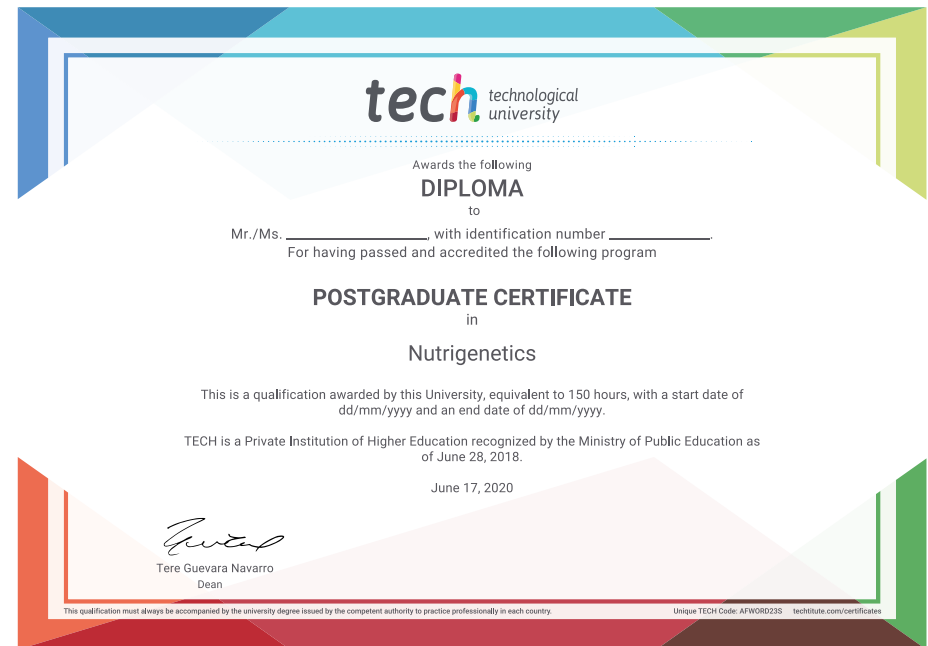 tech technological
university
Awards the following
DIPLOMA
to
Mr./Ms. ____________________, with identification number ______________.
For having passed and accredited the following program
POSTGRADUATE CERTIFICATE
in
Nutrigenetics
This is a qualification awarded by this University, equivalent to 150 hours, with a start date of
dd/mm/yyyy and an end date of dd/mm/yyyy.
TECH is a Private Institution of Higher Education recognized by the Ministry of Public Education as
of June 28, 2018.
June 17, 2020
Tere Guevara Navarro
Dean
This qualification must always be accompanied by the university degree issued by the competent authority to practice professionally in each country.
Unique TECH Code: AFWORD23S techtitute.com/certificates